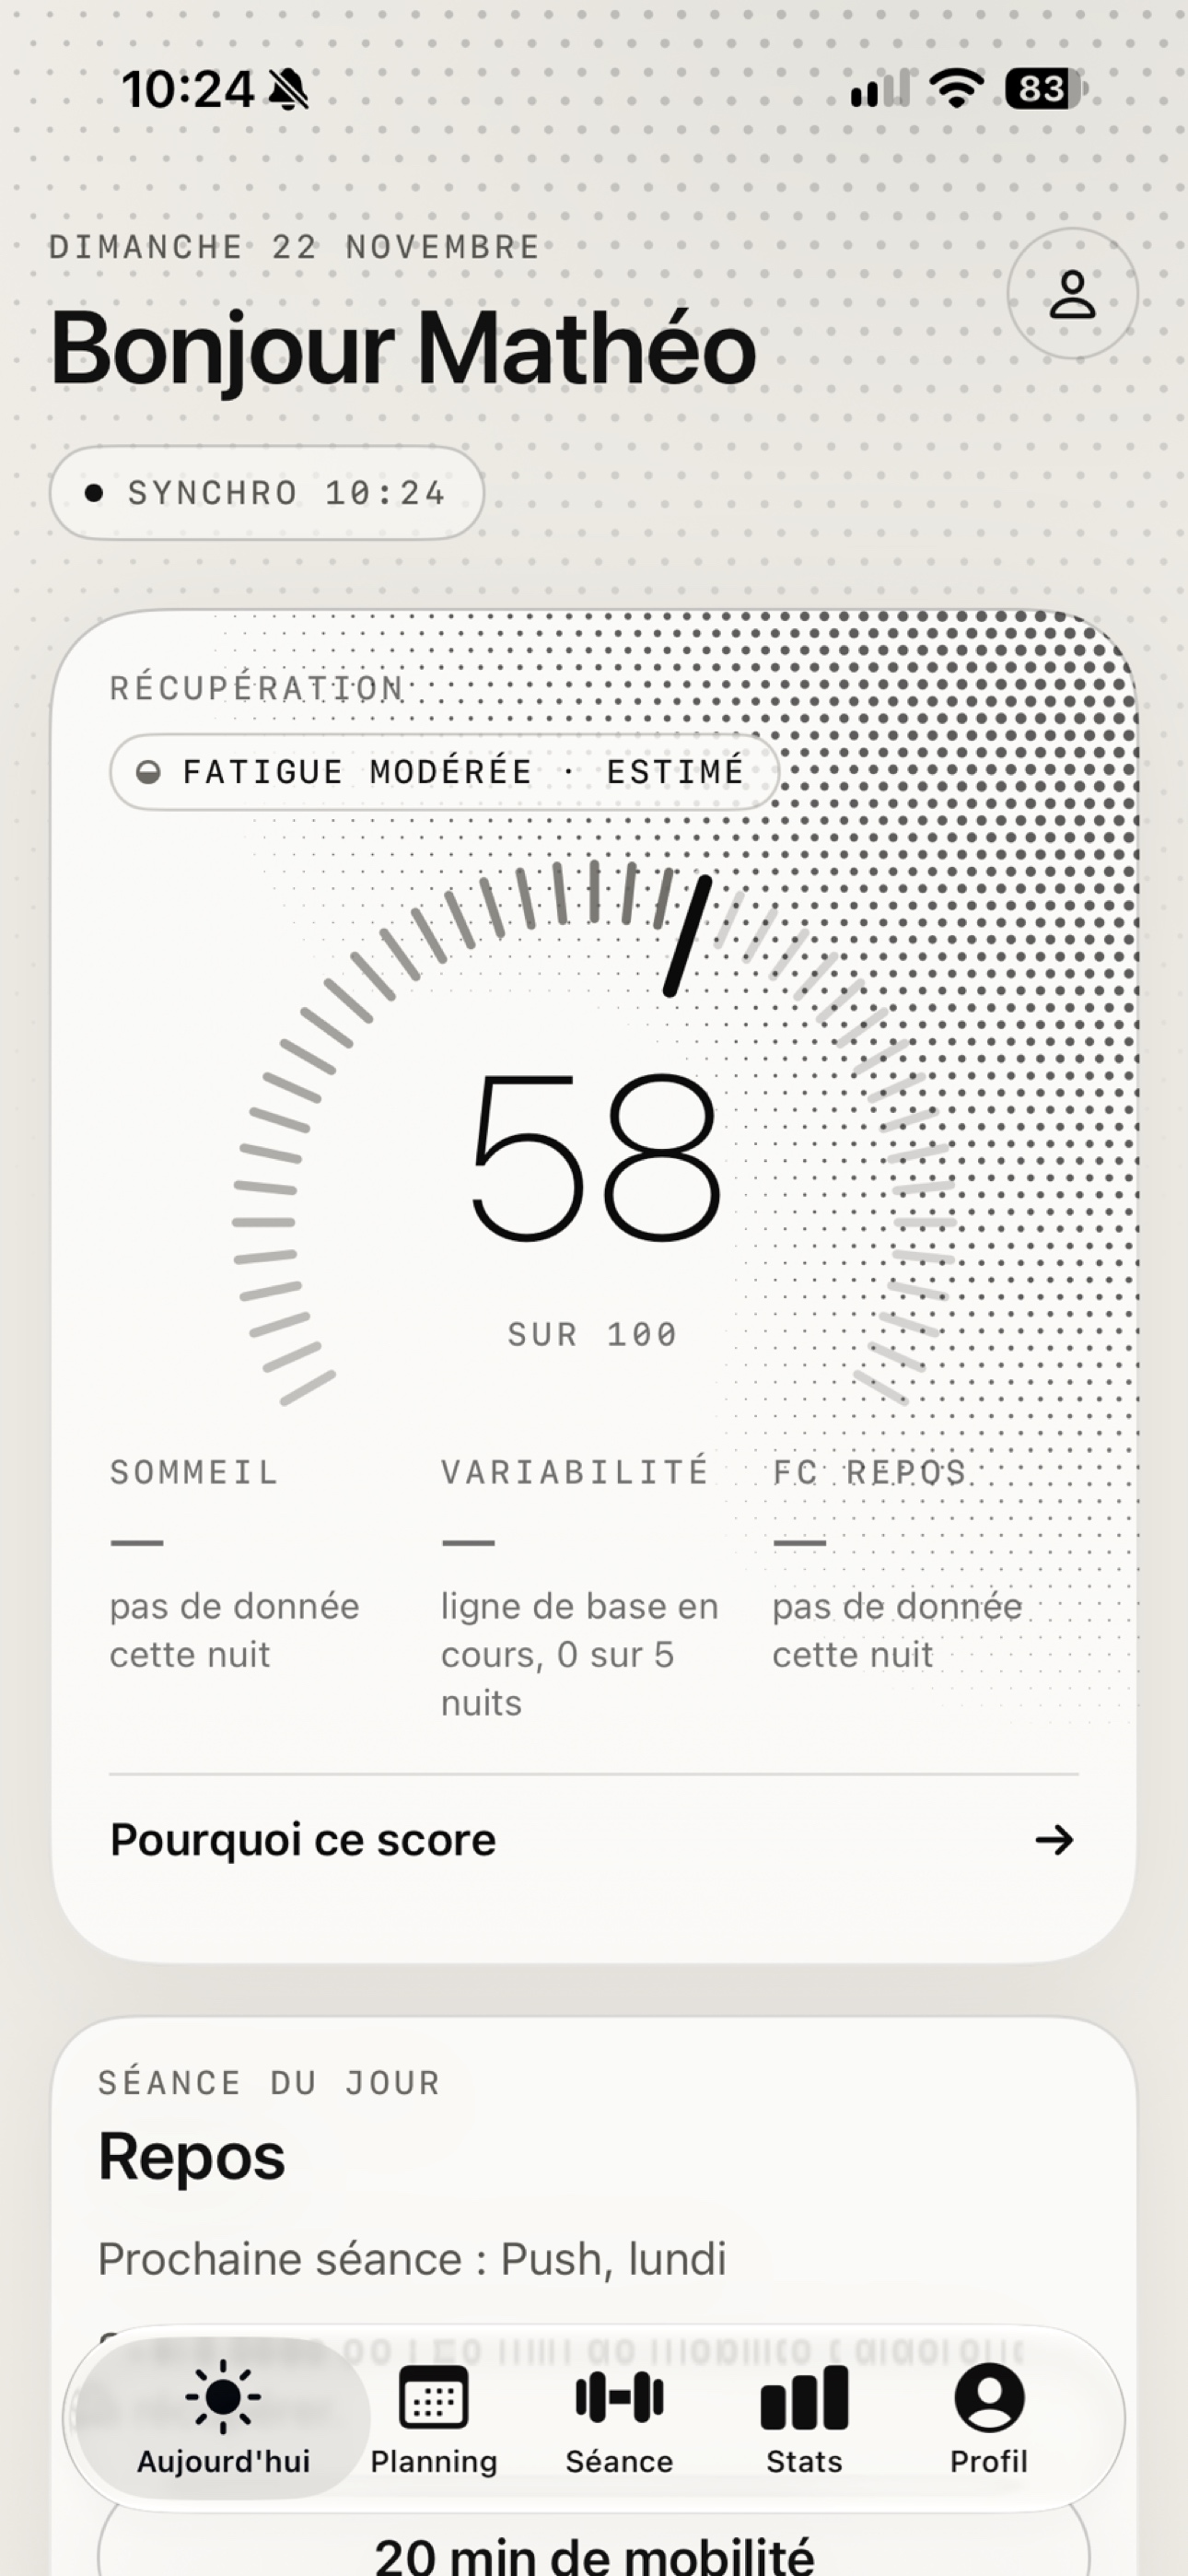 10:24
83
DIMANCHE 22 NOVEMBRE
Bonjour Mathéo
SYNCHRO 10:24
RÉCUPÉRATION
FATIGUE MODÉRÉE · ESTIMÉ
58
SUR 100
SOMMEIL
—
pas de donnée
cette nuit
VARIABILITÉ
—
ligne de base en
cours, 0 sur 5
nuits
FC REPOS
—
pas de donnée
cette nuit
Pourquoi ce score
SÉANCE DU JOUR
Repos
Prochaine séance : Push, lundi
Aujourd'hui
Planning
Séance
Stats
Profil
20 min de mobilité